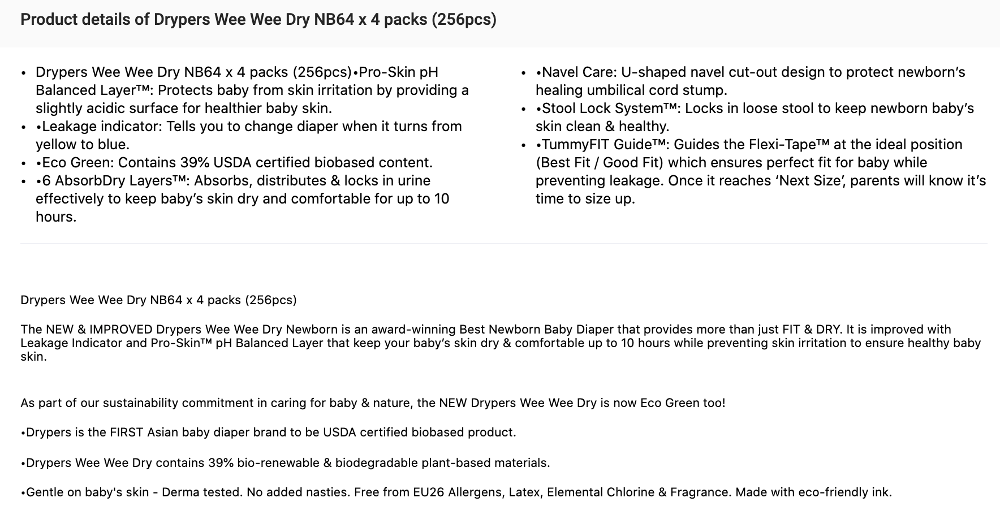 Product details of Drypers Wee Wee Dry NB64 x 4 packs (256pcs)
• Drypers Wee Wee Dry NB64 x 4 packs (256pcs)•Pro-Skin pH
Balanced Layer™: Protects baby from skin irritation by providing a
slightly acidic surface for healthier baby skin.
• •Leakage indicator: Tells you to change diaper when it turns from
yellow to blue.
• •Eco Green: Contains 39% USDA certified biobased content.
• •6 AbsorbDry Layers™: Absorbs, distributes & locks in urine
effectively to keep baby’s skin dry and comfortable for up to 10
hours.
• •Navel Care: U-shaped navel cut-out design to protect newborn’s
healing umbilical cord stump.
• •Stool Lock System™: Locks in loose stool to keep newborn baby’s
skin clean & healthy.
• •TummyFIT Guide™: Guides the Flexi-Tape™ at the ideal position
(Best Fit / Good Fit) which ensures perfect fit for baby while
preventing leakage. Once it reaches ‘Next Size’, parents will know it’s
time to size up.
Drypers Wee Wee Dry NB64 x 4 packs (256pcs)
The NEW & IMPROVED Drypers Wee Wee Dry Newborn is an award-winning Best Newborn Baby Diaper that provides more than just FIT & DRY. It is improved with
Leakage Indicator and Pro-Skin™ pH Balanced Layer that keep your baby’s skin dry & comfortable up to 10 hours while preventing skin irritation to ensure healthy baby
skin.
As part of our sustainability commitment in caring for baby & nature, the NEW Drypers Wee Wee Dry is now Eco Green too!
•Drypers is the FIRST Asian baby diaper brand to be USDA certified biobased product.
•Drypers Wee Wee Dry contains 39% bio-renewable & biodegradable plant-based materials.
•Gentle on baby's skin - Derma tested. No added nasties. Free from EU26 Allergens, Latex, Elemental Chlorine & Fragrance. Made with eco-friendly ink.